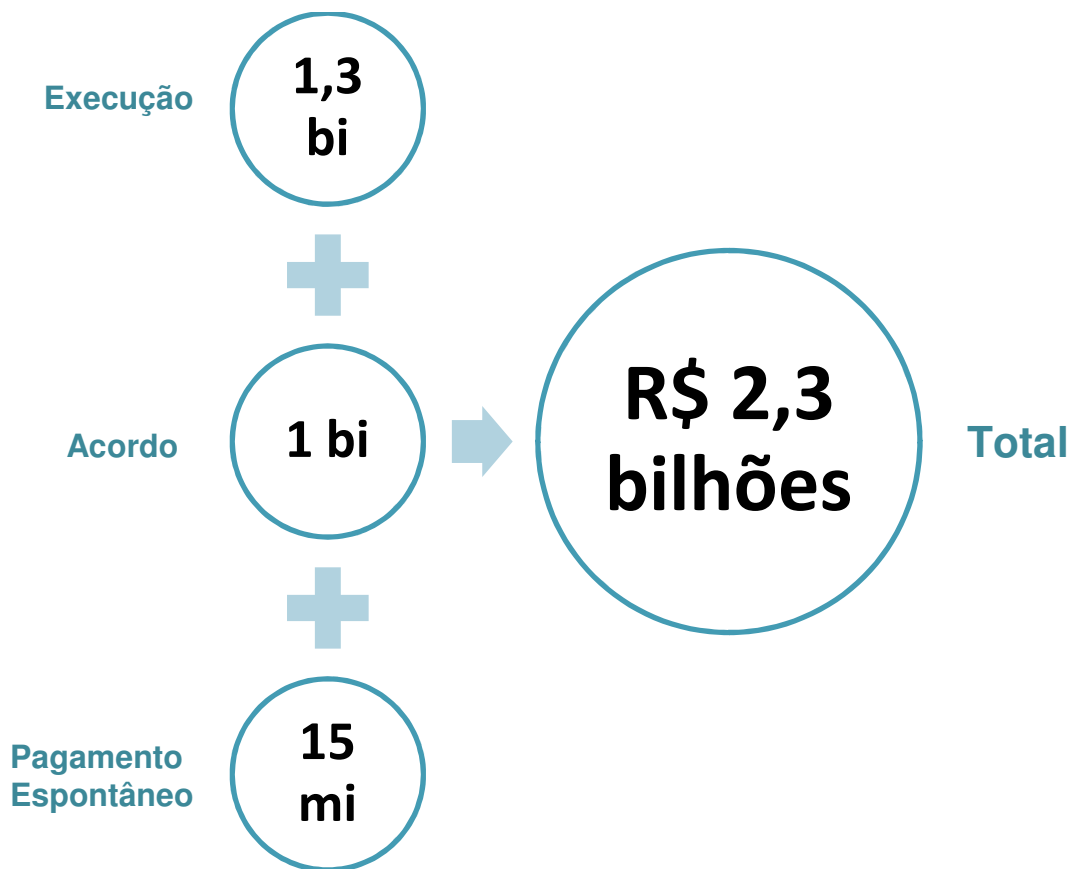 Execução
1,3
bi
Acordo
1 bi
R$ 2,3
bilhões
Total
Pagamento
Espontâneo
15
mi